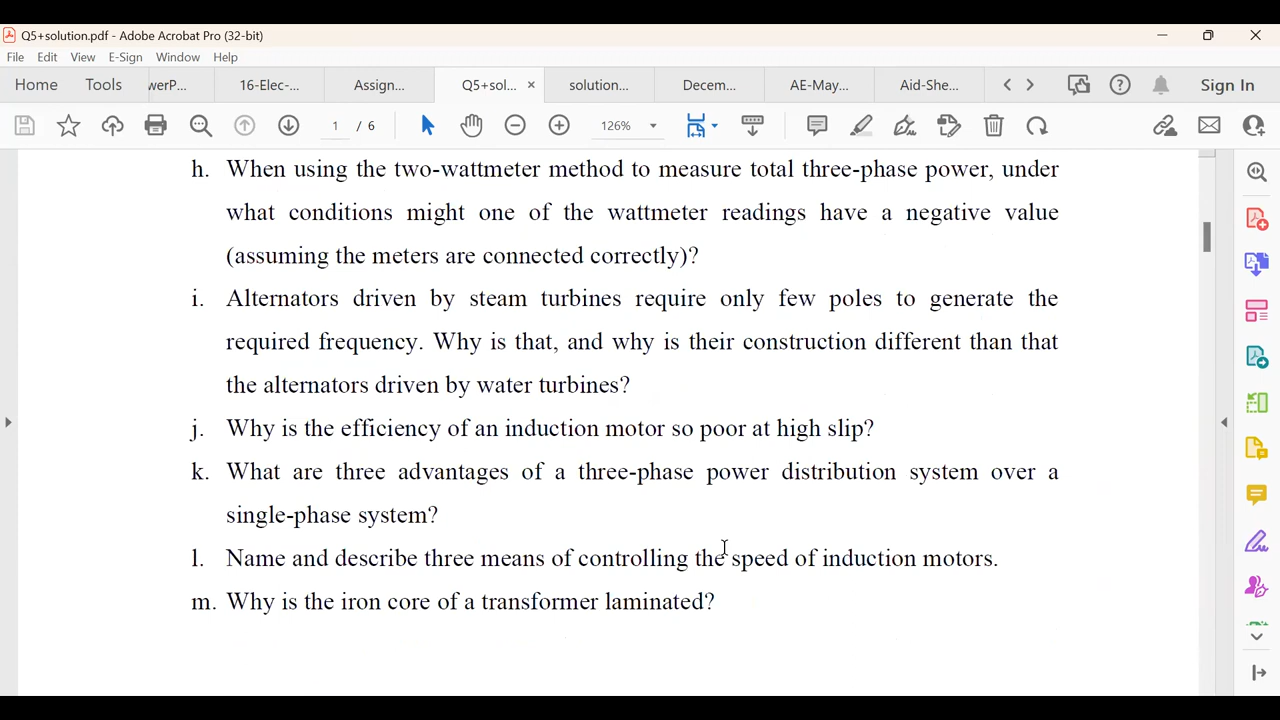 Q5+solution.pdf - Adobe Acrobat Pro (32-bit)
File Edit View E-Sign Window Help
Home Tools werP... 16-Elec-... Assign... Q5+sol... × solution... Decem... AE-May... Aid-She... Sign In
1 / 6 126%
h. When using the two-wattmeter method to measure total three-phase power, under
what conditions might one of the wattmeter readings have a negative value
(assuming the meters are connected correctly)?
i. Alternators driven by steam turbines require only few poles to generate the
required frequency. Why is that, and why is their construction different than that
the alternators driven by water turbines?
j. Why is the efficiency of an induction motor so poor at high slip?
k. What are three advantages of a three-phase power distribution system over a
single-phase system?
l. Name and describe three means of controlling the speed of induction motors.
m. Why is the iron core of a transformer laminated?